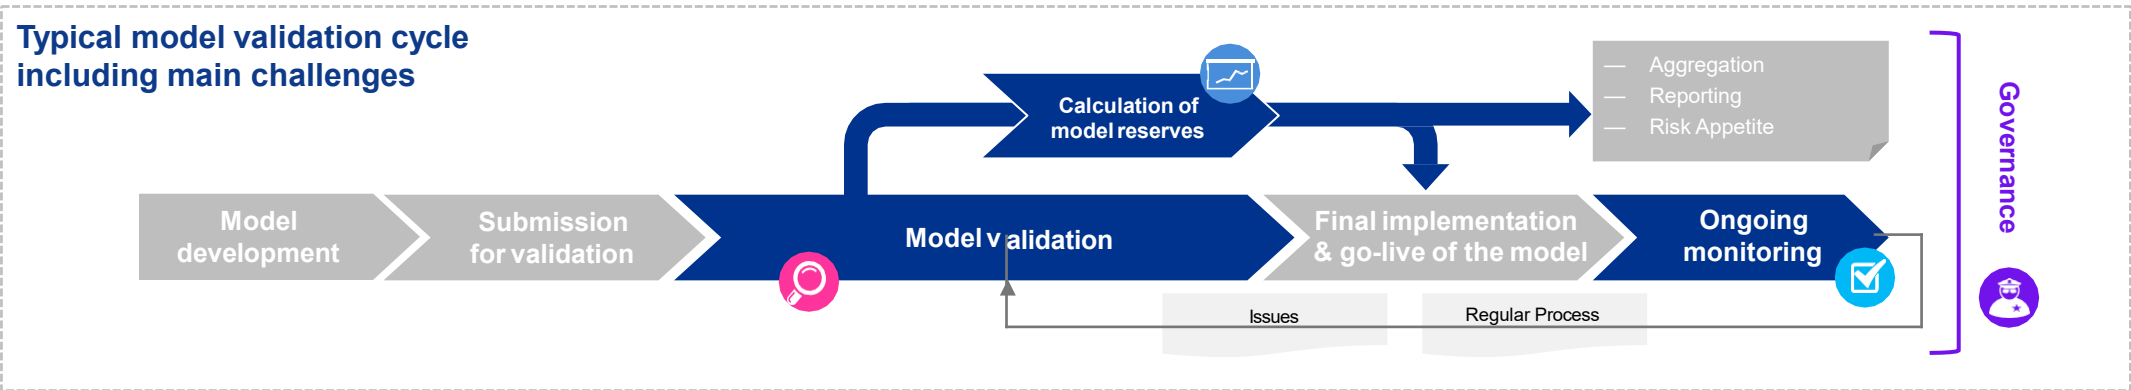 Typical model validation cycle
including main challenges
Calculation of
model reserves
— Aggregation
— Reporting
— Risk Appetite
Governance
Model
development
Submission
for validation
Model validation
Final implementation
& go-live of the model
Ongoing
monitoring
Issues
Regular Process